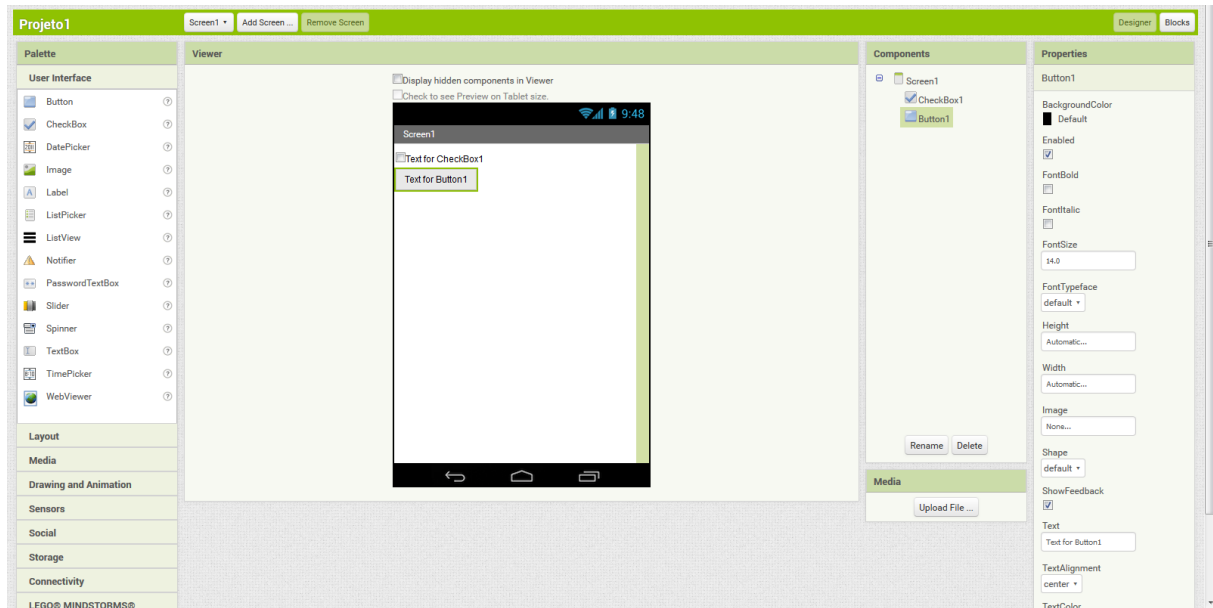 Projeto1
Screen1
Add Screen ...
Remove Screen
Designer
Blocks
Palette
User Interface
Button
CheckBox
DatePicker
Image
Label
ListPicker
ListView
Notifier
PasswordTextBox
Slider
Spinner
TextBox
TimePicker
WebViewer
Layout
Media
Drawing and Animation
Sensors
Social
Storage
Connectivity
LEGO® MINDSTORMS®
Viewer
Display hidden components in Viewer
Check to see Preview on Tablet size.
9:48
Screen1
Text for CheckBox1
Text for Button1
Components
Screen1
CheckBox1
Button1
Rename
Delete
Media
Upload File ...
Properties
Button1
BackgroundColor
Default
Enabled
FontBold
FontItalic
FontSize
14.0
FontTypeface
default
Height
Automatic...
Width
Automatic...
Image
None...
Shape
default
ShowFeedback
Text
Text for Button1
TextAlignment
center
TextColor